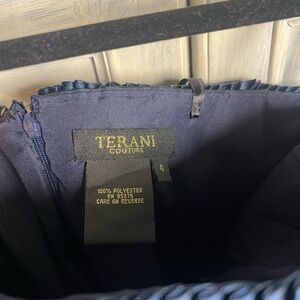 TERANI
COUTURE
4
100% POLYESTER
RN 95375
CARE ON REVERSE